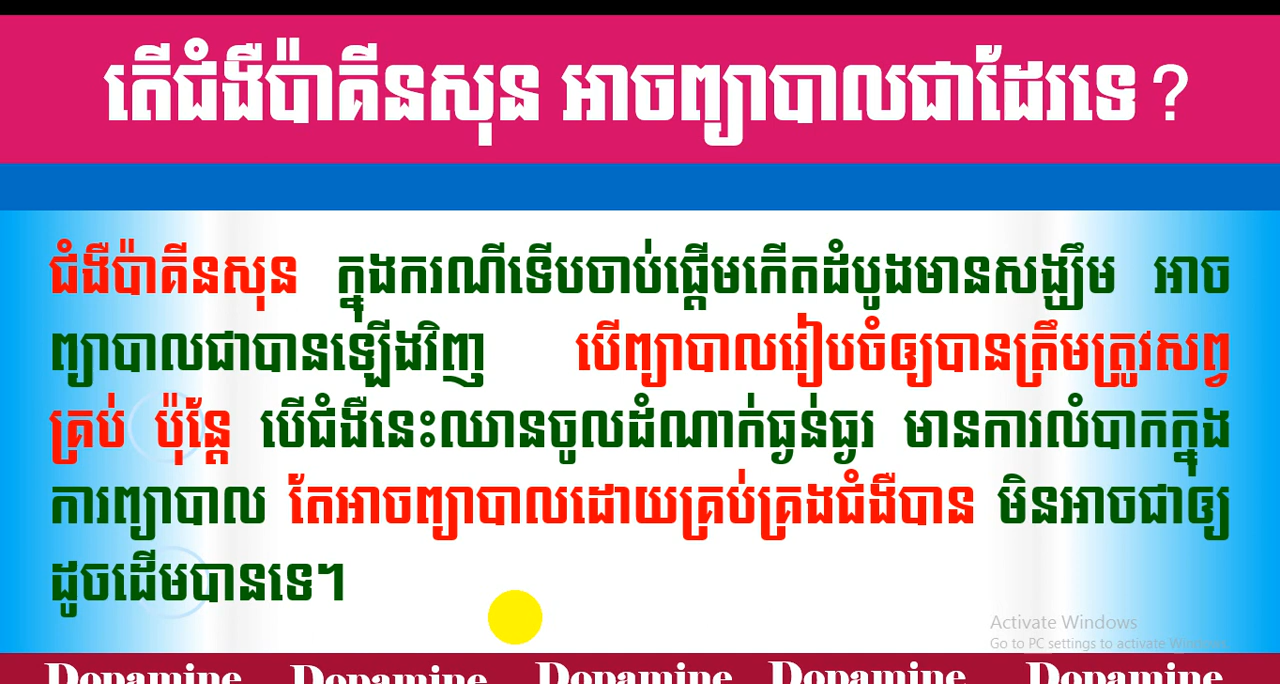 តើជំងឺប៉ាគីនសុន អាចព្យាបាលជាដែរទេ?
ជំងឺប៉ាគីនសុន ក្នុងករណីទើបចាប់ផ្ដើមកើតដំបូងមានសង្ឃឹម អាច
ព្យាបាលជាបានឡើងវិញ បើព្យាបាលរៀបចំឲ្យបានត្រឹមត្រូវសព្វ
គ្រប់ ប៉ុន្តែ បើជំងឺនេះឈានចូលដំណាក់ធ្ងន់ធ្ងរ មានការលំបាកក្នុង
ការព្យាបាល តែអាចព្យាបាលដោយគ្រប់គ្រងជំងឺបាន មិនអាចជាឲ្យ
ដូចដើមបានទេ។
Activate Windows
Go to PC settings to activate Windows.
Dopamine Dopamine Dopamine Dopamine Dopamine